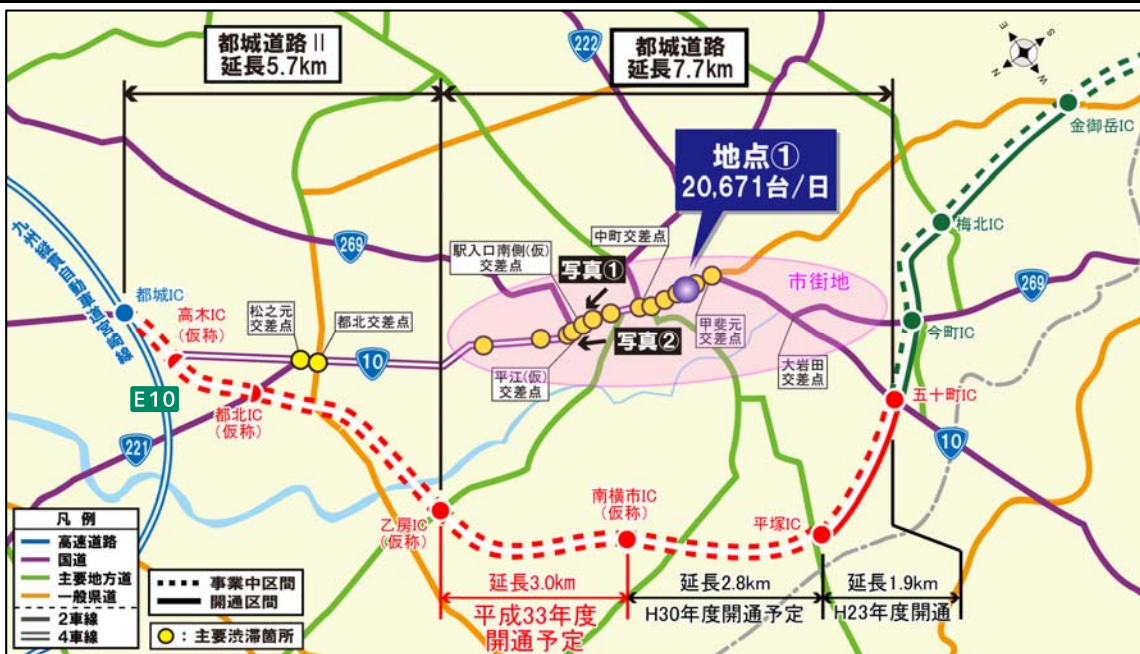 都城道路Ⅱ
延長5.7km
都城道路
延長7.7km
222
E
S
N
W
金御岳IC
地点①
20,671台/日
梅北IC
九州縦貫自動車道宮崎線
269
駅入口南側(仮)
交差点
中町交差点
写真①
市街地
269
都城IC
高木IC
(仮称)
松之元
交差点
都北交差点
10
写真②
平江(仮)
交差点
甲斐元
交差点
大岩田
交差点
今町IC
E10
都北IC
(仮称)
五十町IC
221
10
乙房IC
(仮称)
南横市IC
(仮称)
平塚IC
凡例
高速道路
国道
主要地方道
一般県道
2車線
4車線
事業中区間
開通区間
:主要渋滞箇所
延長3.0km
平成33年度
開通予定
延長2.8km
H30年度開通予定
延長1.9km
H23年度開通